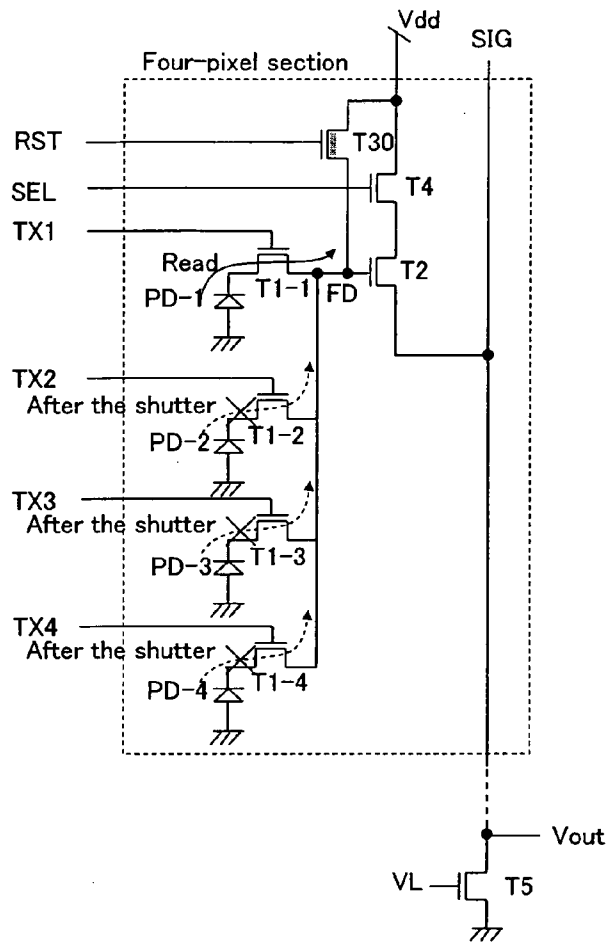 Vdd
SIG
Four-pixel section
RST
T30
SEL
T4
TX1
Read
T2
PD-1
T1-1
FD
TX2
After the shutter
PD-2
T1-2
TX3
After the shutter
PD-3
T1-3
TX4
After the shutter
PD-4
T1-4
Vout
VL
T5